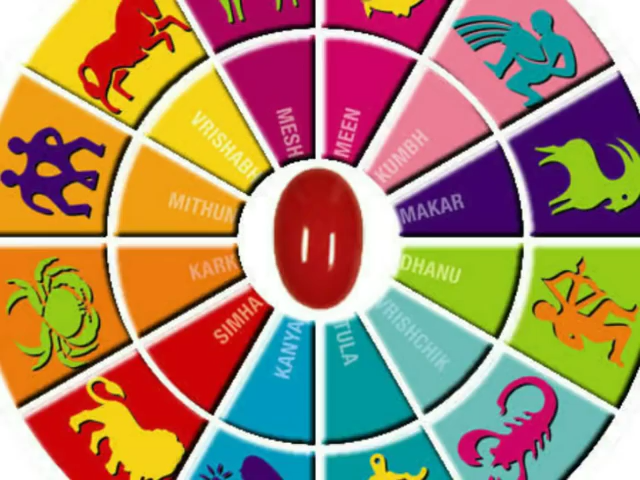 MESH
MEEN
VRISHABH
KUMBH
MITHUN
MAKAR
KARK
DHANU
SIMHA
VRISHCHIK
KANYA
TULA